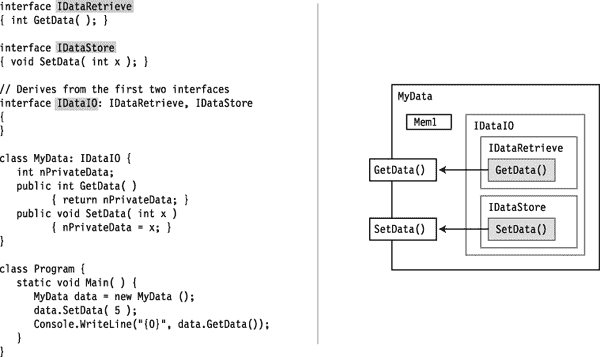 interface IDataRetrieve
{ int GetData( ); }
interface IDataStore
{ void SetData( int x ); }
// Derives from the first two interfaces
interface IDataIO: IDataRetrieve, IDataStore
{
}
class MyData: IDataIO {
int nPrivateData;
public int GetData( )
{ return nPrivateData; }
public void SetData( int x )
{ nPrivateData = x; }
}
class Program {
static void Main( ) {
MyData data = new MyData ();
data.SetData( 5 );
Console.WriteLine("{0}", data.GetData());
}
}
MyData
Mem1
IDataIO
IDataRetrieve
GetData()
GetData()
IDataStore
SetData()
SetData()